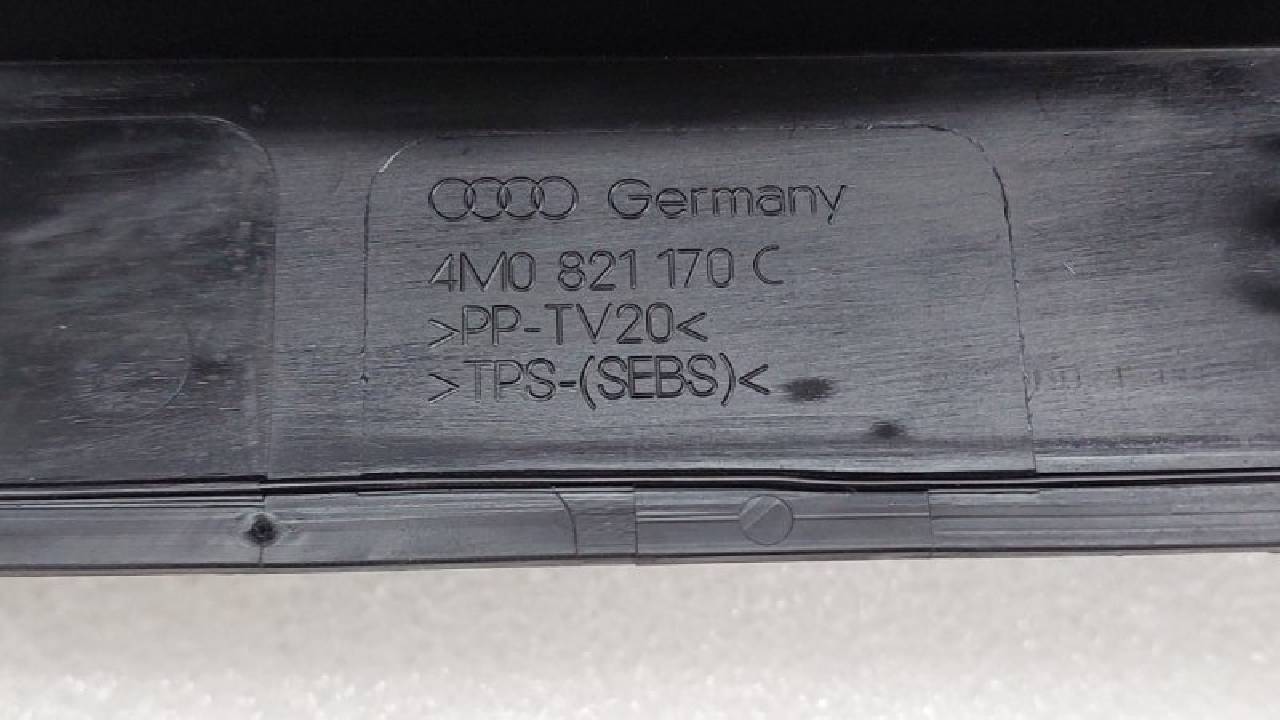 Germany
4M0 821 170 C
>PP-TV20<
>TPS-(SEBS)<